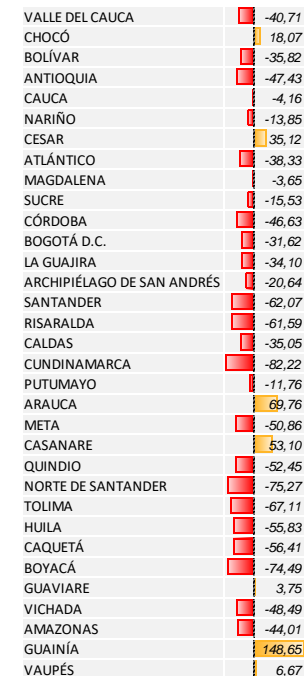 VALLE DEL CAUCA -40,71
CHOCÓ 18,07
BOLÍVAR -35,82
ANTIOQUIA -47,43
CAUCA -4,16
NARIÑO -13,85
CESAR 35,12
ATLÁNTICO -38,33
MAGDALENA -3,65
SUCRE -15,53
CÓRDOBA -46,63
BOGOTÁ D.C. -31,62
LA GUAJIRA -34,10
ARCHIPIÉLAGO DE SAN ANDRÉS -20,64
SANTANDER -62,07
RISARALDA -61,59
CALDAS -35,05
CUNDINAMARCA -82,22
PUTUMAYO -11,76
ARAUCA 69,76
META -50,86
CASANARE 53,10
QUINDIO -52,45
NORTE DE SANTANDER -75,27
TOLIMA -67,11
HUILA -55,83
CAQUETÁ -56,41
BOYACÁ -74,49
GUAVIARE 3,75
VICHADA -48,49
AMAZONAS -44,01
GUAINÍA 148,65
VAUPÉS 6,67